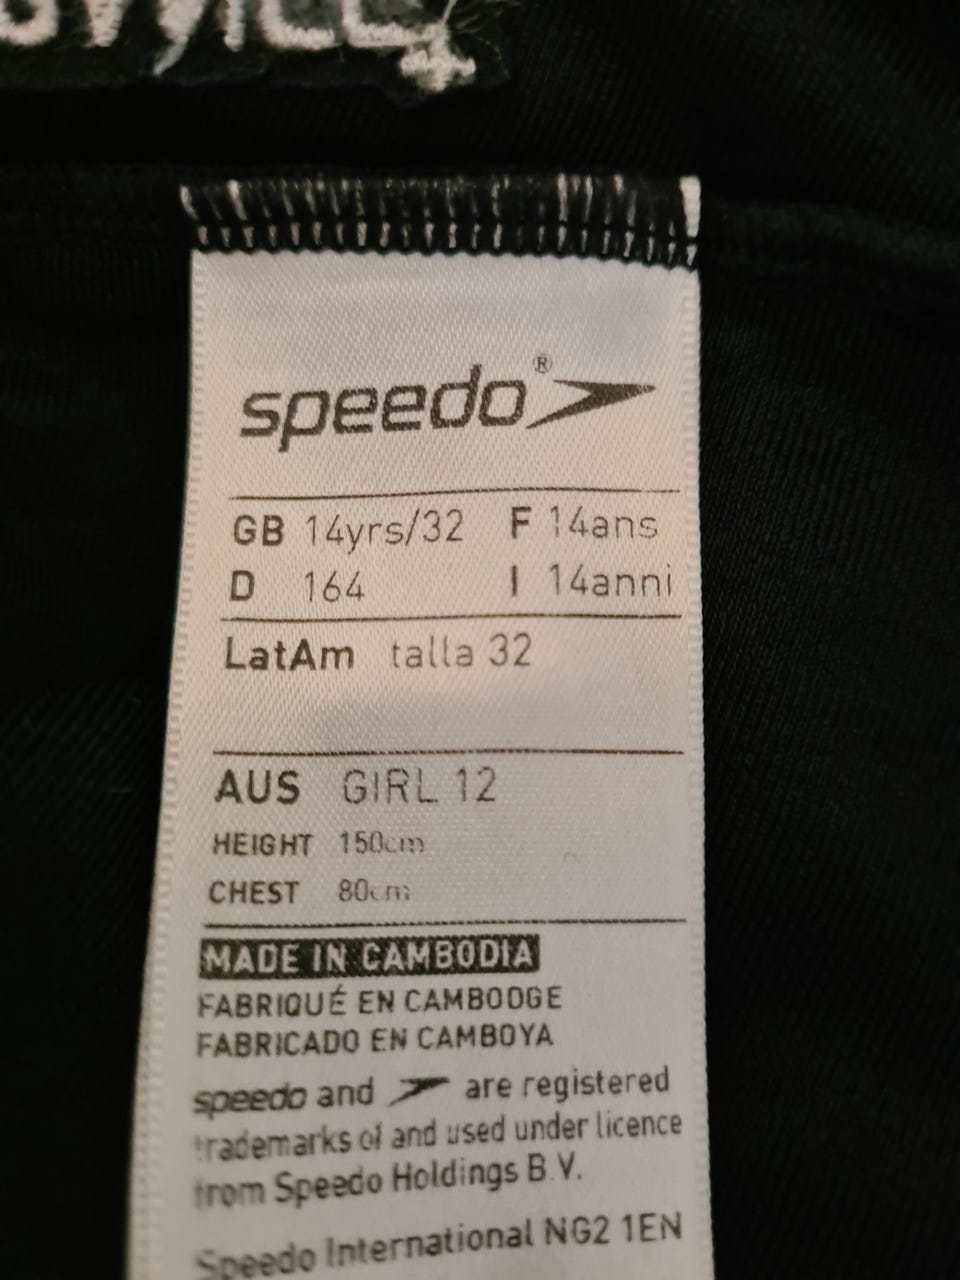 speedo®
GB 14yrs/32 F 14ans
D 164 I 14anni
LatAm talla 32
AUS GIRL 12
HEIGHT 150cm
CHEST 80cm
MADE IN CAMBODIA
FABRIQUÉ EN CAMBODGE
FABRICADO EN CAMBOYA
speedo and are registered
trademarks of and used under licence
from Speedo Holdings B.V.
Speedo International NG2 1EN